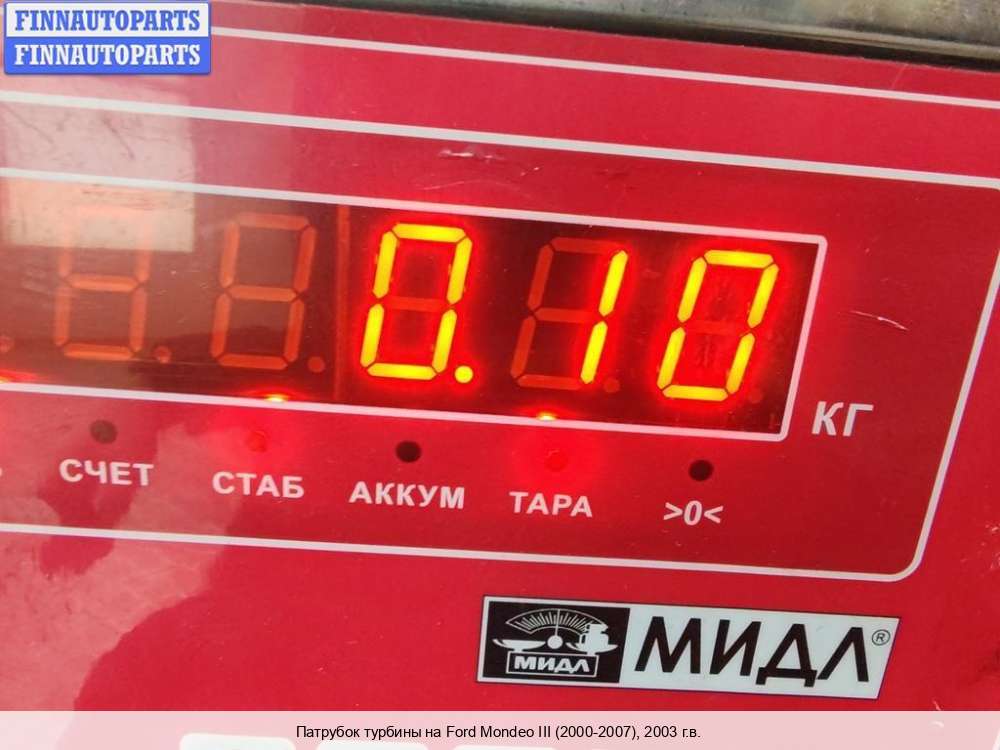 FINNAUTOPARTS
FINNAUTOPARTS
0.10
КГ
СЧЕТ СТАБ АККУМ ТАРА >0<
МИДЛ МИДЛ®
Патрубок турбины на Ford Mondeo III (2000-2007), 2003 г.в.